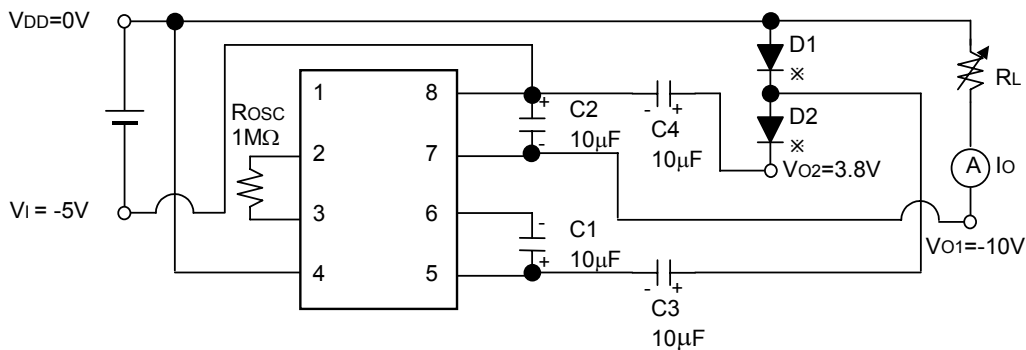 VDD=0V
VI = -5V
ROSC
1MΩ
1
2
3
4
8
7
6
5
+
C2
10μF
-
-
C1
10μF
+
- +
C4
10μF
- +
C3
10μF
D1
※
D2
※
VO2=3.8V
RL
A
IO
VO1=-10V